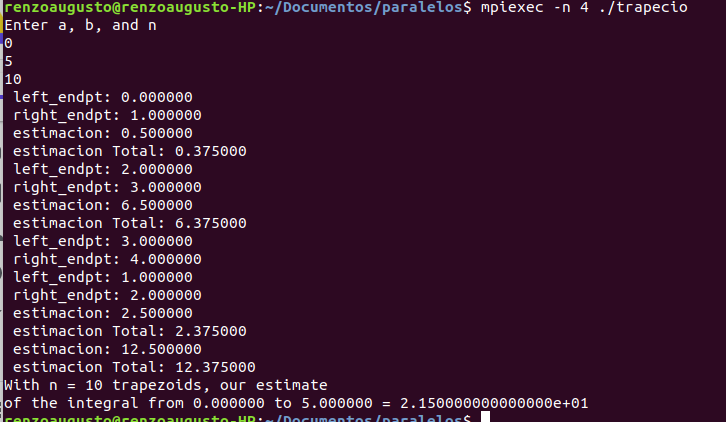 renzoaugusto@renzoaugusto-HP:~/Documentos/paralelos$ mpiexec -n 4 ./trapecio
Enter a, b, and n
0
5
10
 left_endpt: 0.000000
 right_endpt: 1.000000
 estimacion: 0.500000
 estimacion Total: 0.375000
 left_endpt: 2.000000
 right_endpt: 3.000000
 estimacion: 6.500000
 estimacion Total: 6.375000
 left_endpt: 3.000000
 right_endpt: 4.000000
 left_endpt: 1.000000
 right_endpt: 2.000000
 estimacion: 2.500000
 estimacion Total: 2.375000
 estimacion: 12.500000
 estimacion Total: 12.375000
With n = 10 trapezoids, our estimate
of the integral from 0.000000 to 5.000000 = 2.150000000000000e+01
renzoaugusto@renzoaugusto-HP:~/Documentos/paralelos$